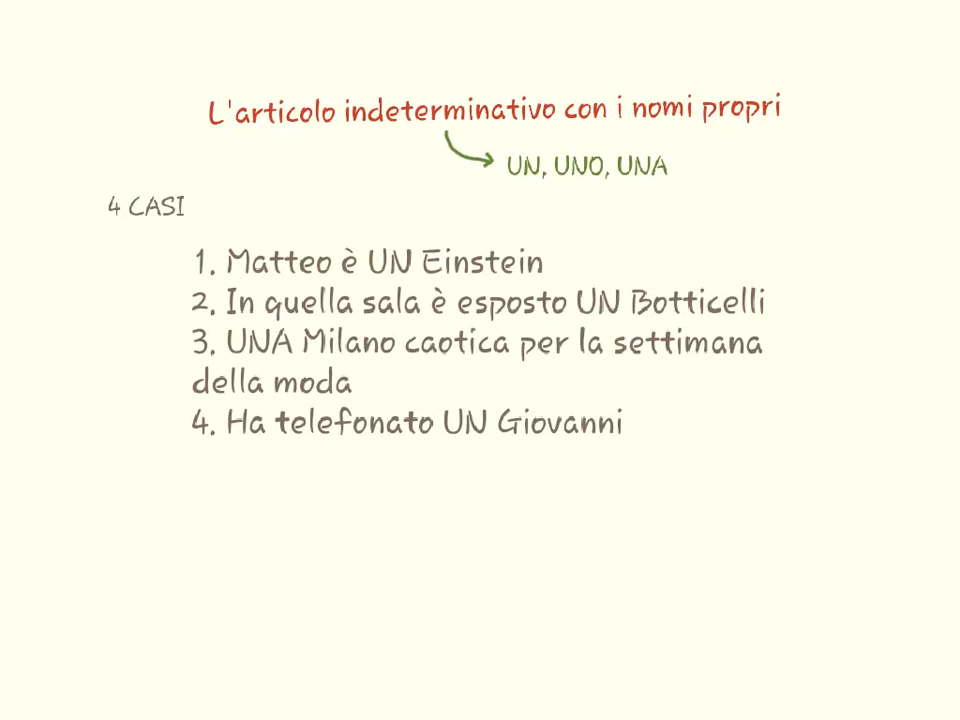 L'articolo indeterminativo con i nomi propri
UN, UNO, UNA
4 CASI
1. Matteo è UN Einstein
2. In quella sala è esposto UN Botticelli
3. UNA Milano caotica per la settimana
della moda
4. Ha telefonato UN Giovanni